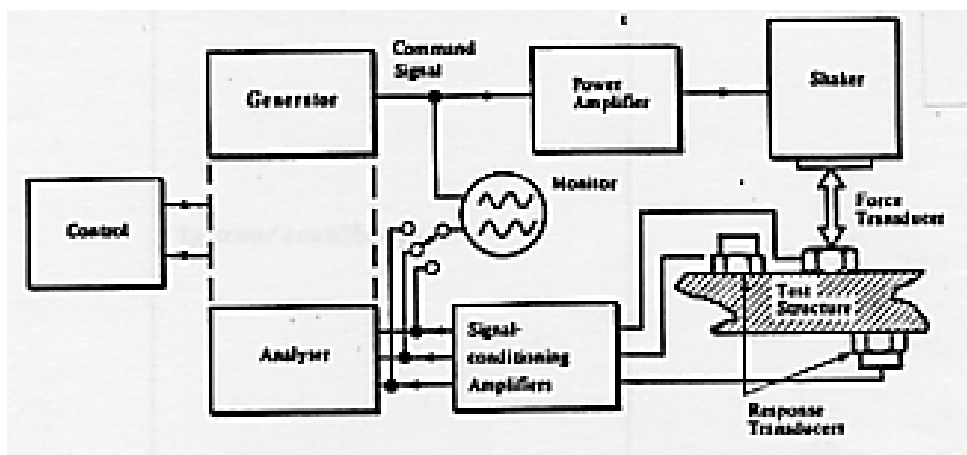 Command
Signal
Generator
Power
Amplifier
Shaker
Monitor
Force
Transducer
Control
Test
Structure
Analyser
Signal-
conditioning
Amplifiers
Response
Transducers